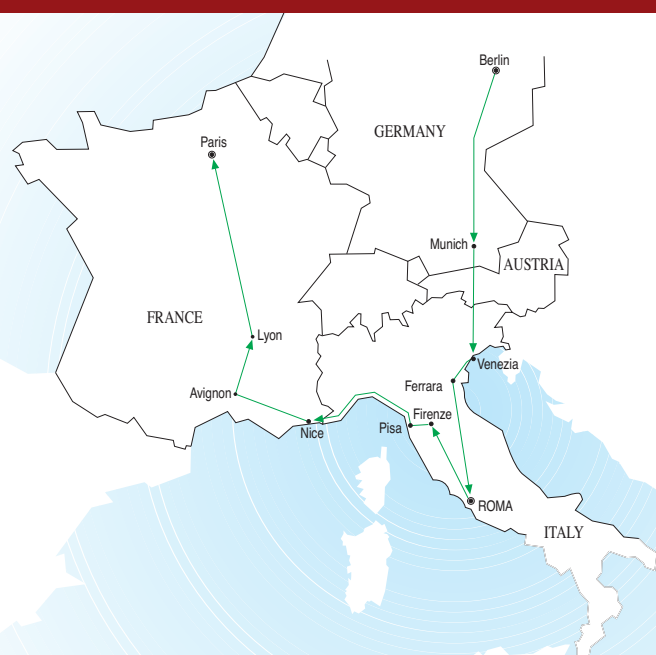 Berlin
GERMANY
Paris
Munich
AUSTRIA
FRANCE
Lyon
Venezia
Ferrara
Avignon
Firenze
Pisa
Nice
ROMA
ITALY